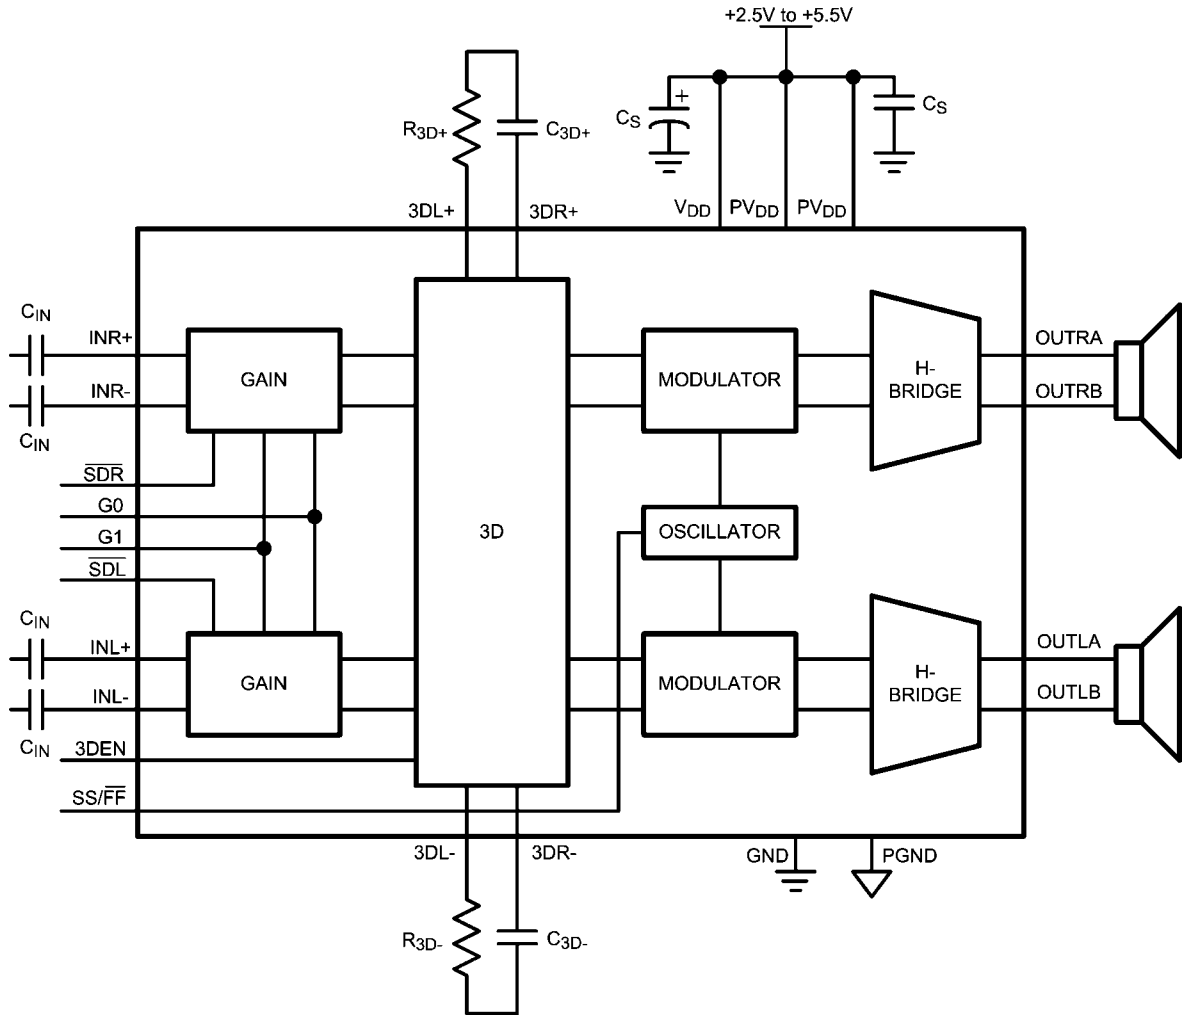 +2.5V to +5.5V
CS
+
CS
R3D+
C3D+
3DL+
3DR+
VDD
PVDD
PVDD
CIN
INR+
INR-
CIN
GAIN
MODULATOR
H-
BRIDGE
OUTRA
OUTRB
SDR
G0
G1
SDL
3D
OSCILLATOR
CIN
INL+
INL-
CIN
GAIN
MODULATOR
H-
BRIDGE
OUTLA
OUTLB
3DEN
SS/FF
3DL-
3DR-
GND
PGND
R3D-
C3D-